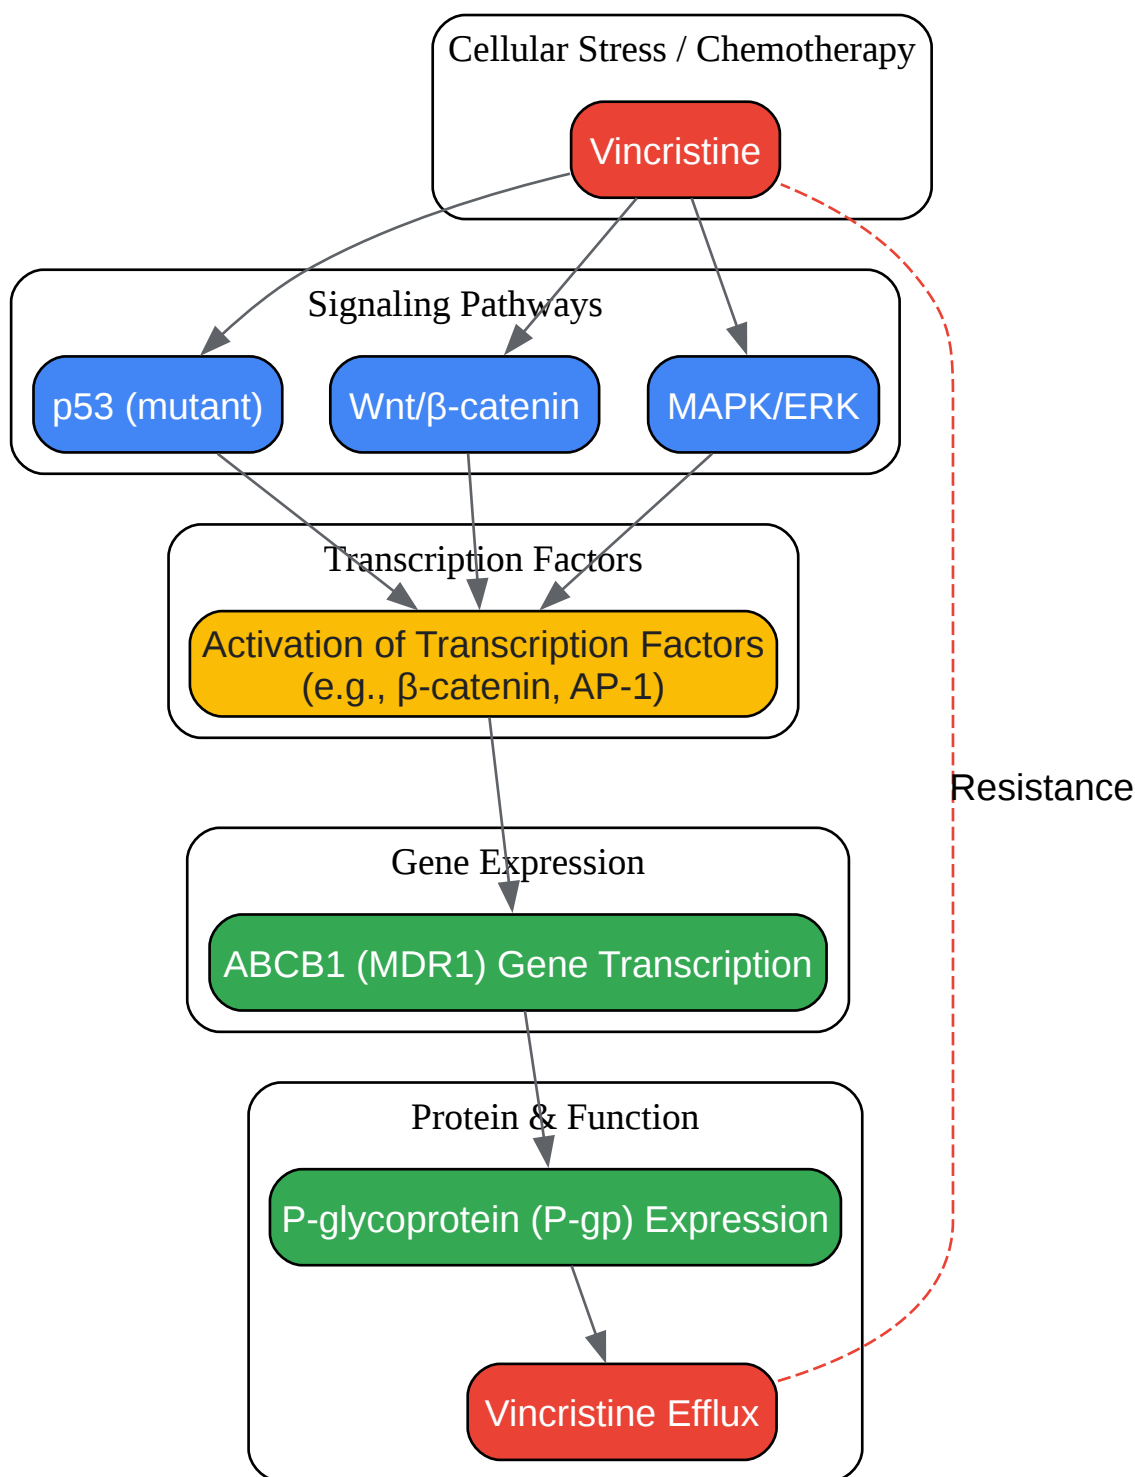 Cellular Stress / Chemotherapy
Vincristine
Signaling Pathways
p53 (mutant)
Wnt/β-catenin
MAPK/ERK
Transcription Factors
Activation of Transcription Factors
(e.g., β-catenin, AP-1)
Resistance
Gene Expression
ABCB1 (MDR1) Gene Transcription
Protein & Function
P-glycoprotein (P-gp) Expression
Vincristine Efflux